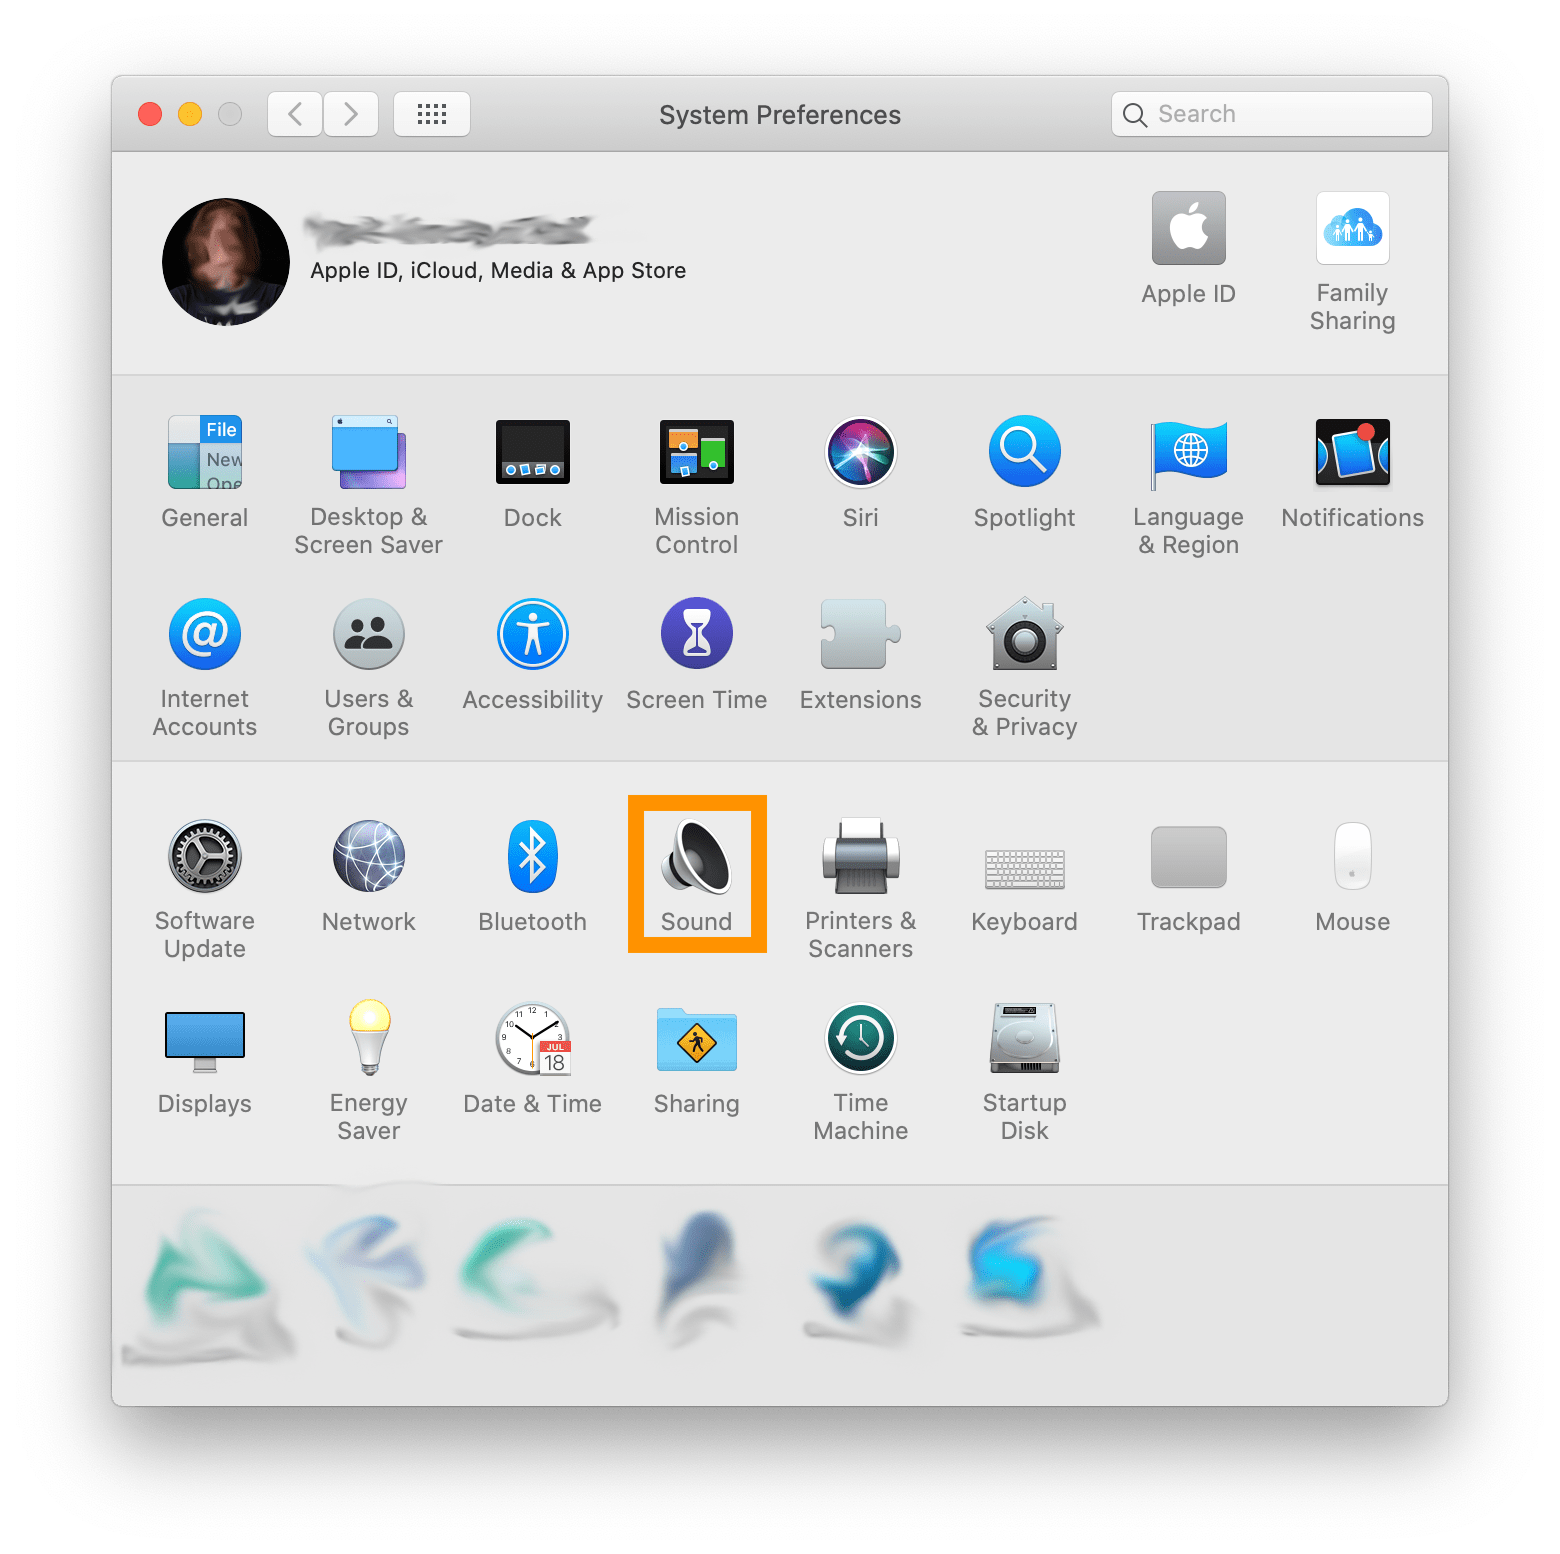 System Preferences
Search
Apple ID, iCloud, Media & App Store
Apple ID
Family
Sharing
File
New
Ope
General
Desktop &
Screen Saver
Dock
Mission
Control
Siri
Spotlight
Language
& Region
Notifications
@
Internet
Accounts
Users &
Groups
Accessibility
Screen Time
Extensions
Security
& Privacy
Software
Update
Network
Bluetooth
Sound
Printers &
Scanners
Keyboard
Trackpad
Mouse
JUL
18
Displays
Energy
Saver
Date & Time
Sharing
Time
Machine
Startup
Disk